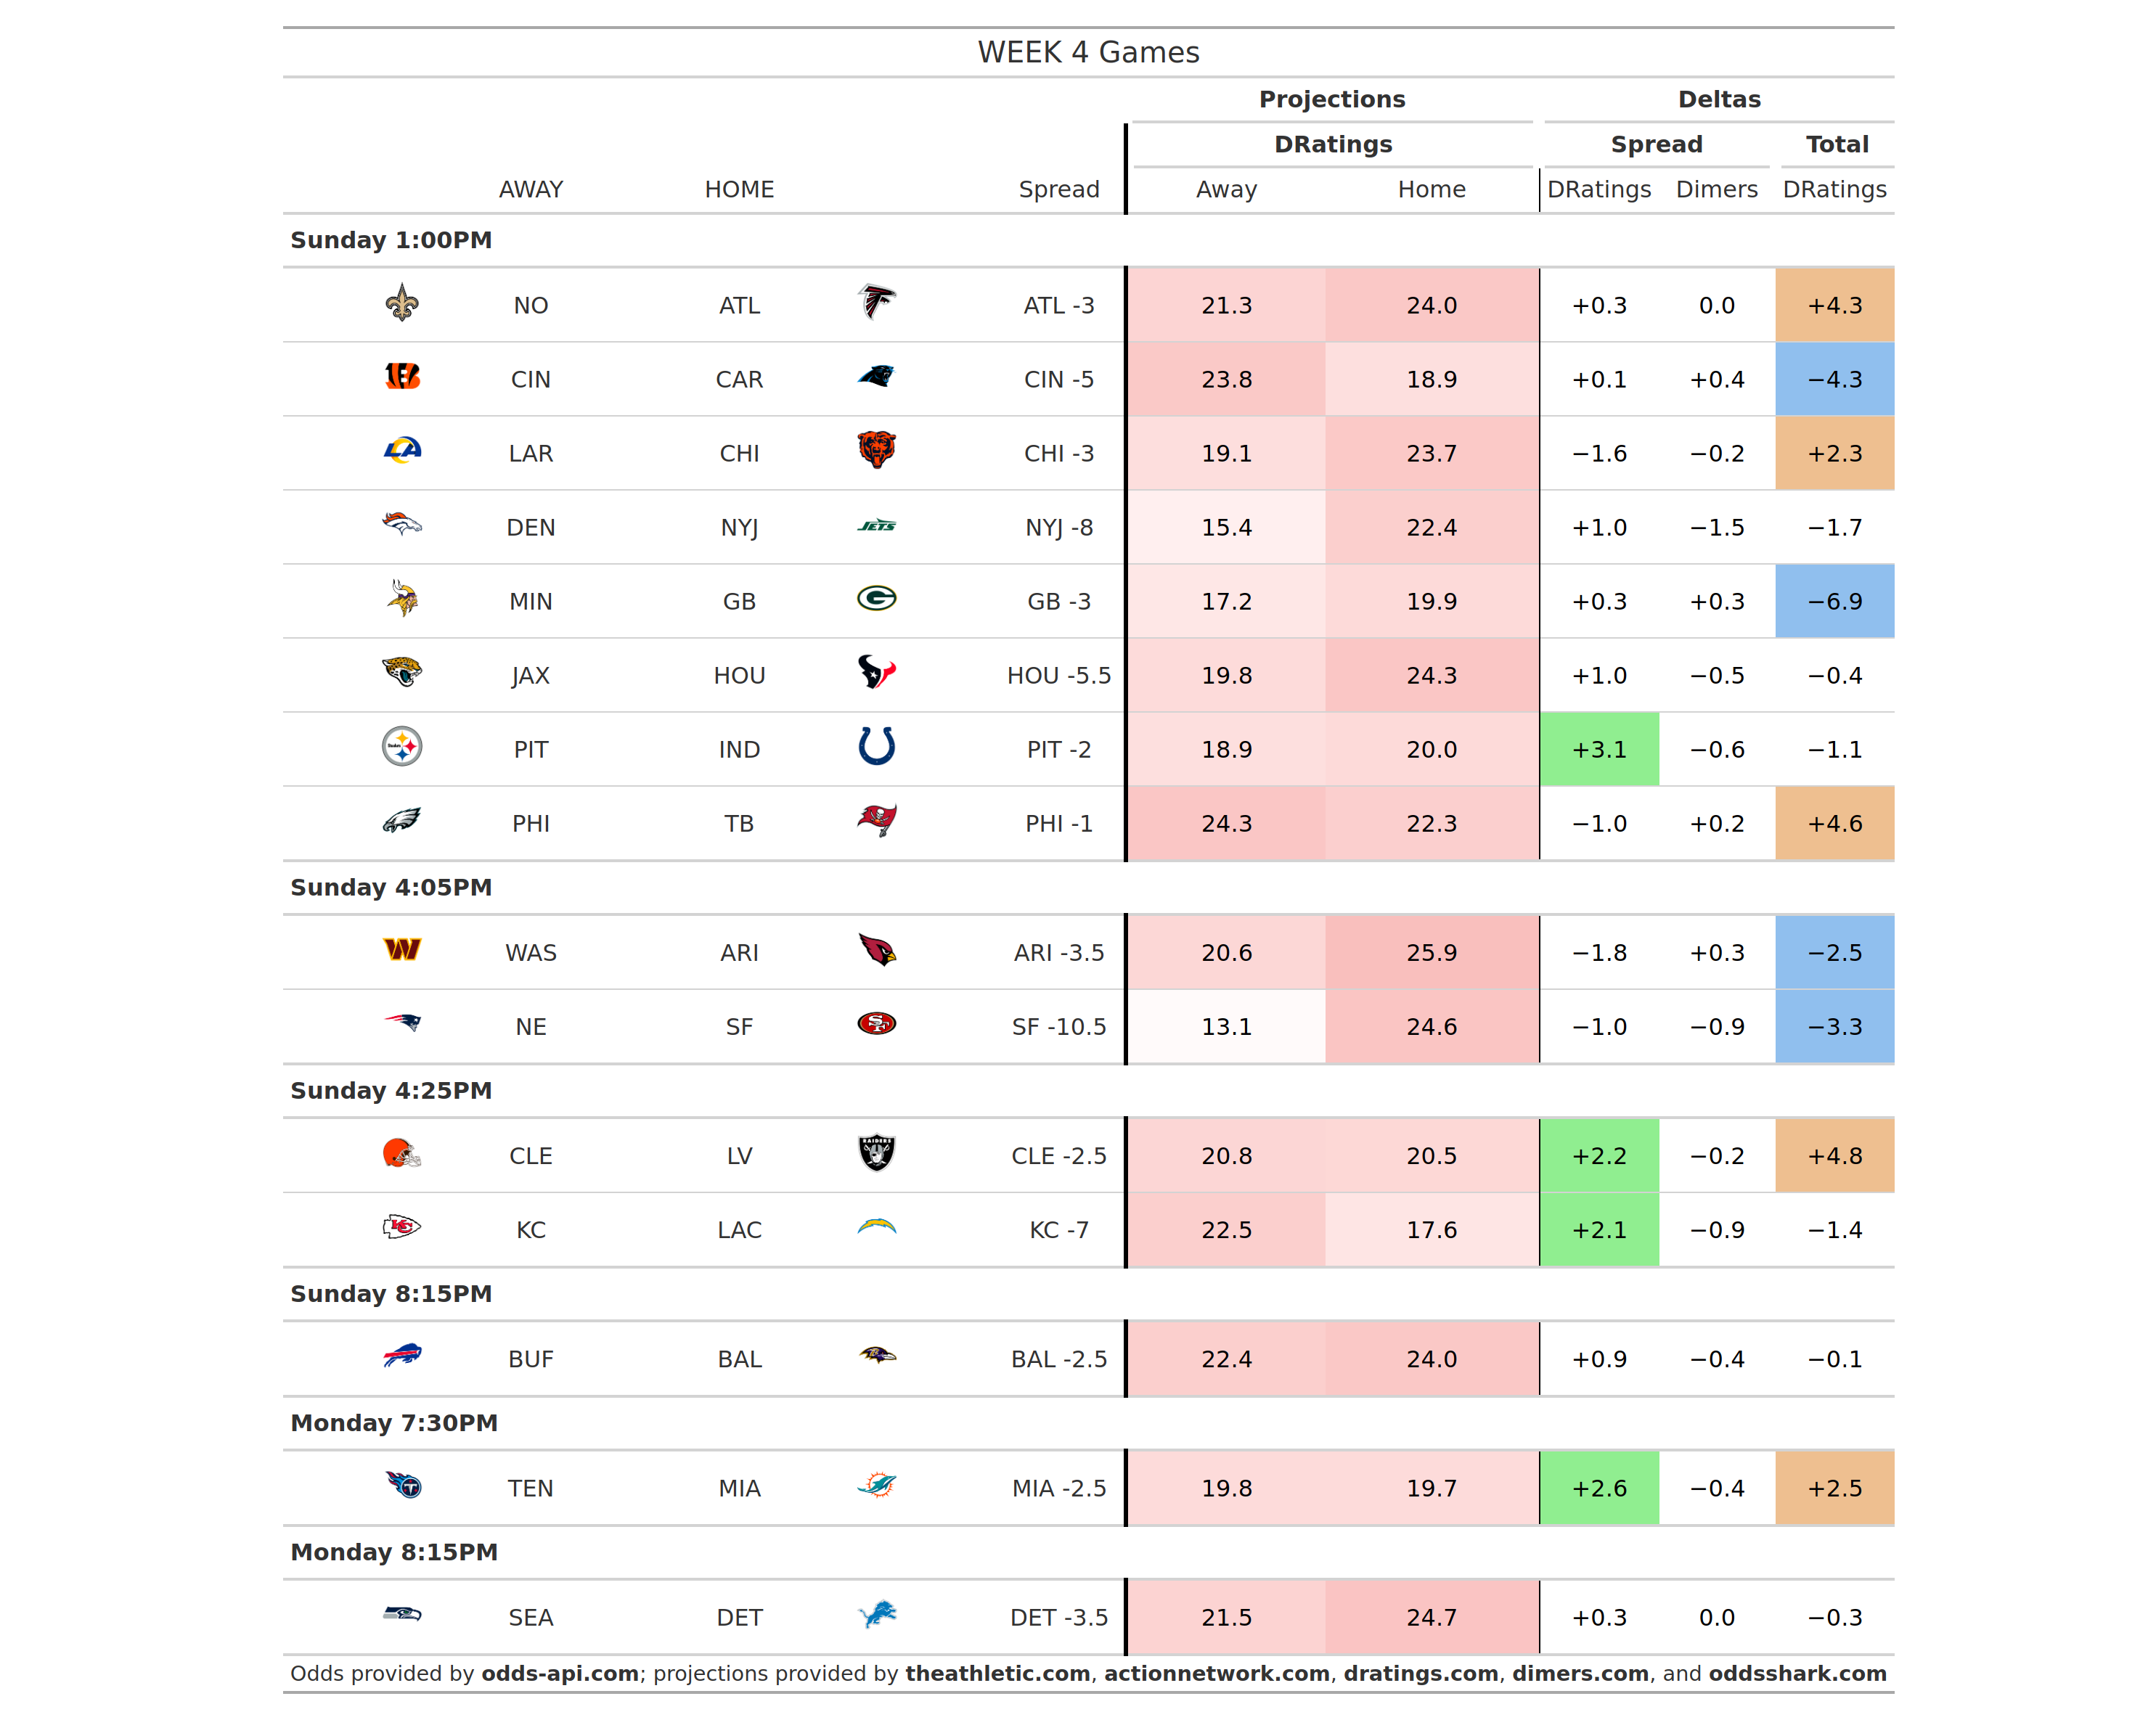 WEEK 4 Games
Projections Deltas
DRatings Spread Total
AWAY HOME Spread Away Home DRatings Dimers DRatings
Sunday 1:00PM
NO ATL ATL -3 21.3 24.0 +0.3 0.0 +4.3
CIN CAR CIN -5 23.8 18.9 +0.1 +0.4 −4.3
LAR CHI CHI -3 19.1 23.7 −1.6 −0.2 +2.3
DEN NYJ JETS NYJ -8 15.4 22.4 +1.0 −1.5 −1.7
MIN GB G GB -3 17.2 19.9 +0.3 +0.3 −6.9
JAX HOU HOU -5.5 19.8 24.3 +1.0 −0.5 −0.4
PIT IND PIT -2 18.9 20.0 +3.1 −0.6 −1.1
PHI TB PHI -1 24.3 22.3 −1.0 +0.2 +4.6
Sunday 4:05PM
W WAS ARI ARI -3.5 20.6 25.9 −1.8 +0.3 −2.5
NE SF SF SF -10.5 13.1 24.6 −1.0 −0.9 −3.3
Sunday 4:25PM
CLE LV RAIDERS CLE -2.5 20.8 20.5 +2.2 −0.2 +4.8
KC KC LAC KC -7 22.5 17.6 +2.1 −0.9 −1.4
Sunday 8:15PM
BUF BAL BAL -2.5 22.4 24.0 +0.9 −0.4 −0.1
Monday 7:30PM
T TEN MIA MIA -2.5 19.8 19.7 +2.6 −0.4 +2.5
Monday 8:15PM
SEA DET DET -3.5 21.5 24.7 +0.3 0.0 −0.3
Odds provided by odds-api.com; projections provided by theathletic.com, actionnetwork.com, dratings.com, dimers.com, and oddsshark.com